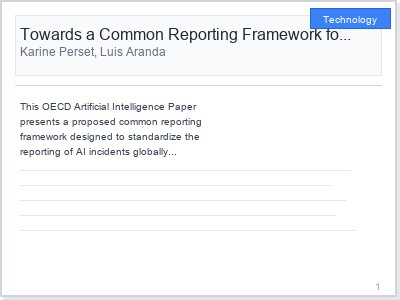 Technology
Towards a Common Reporting Framework fo...
Karine Perset, Luis Aranda
This OECD Artificial Intelligence Paper
presents a proposed common reporting
framework designed to standardize the
reporting of AI incidents globally...
1